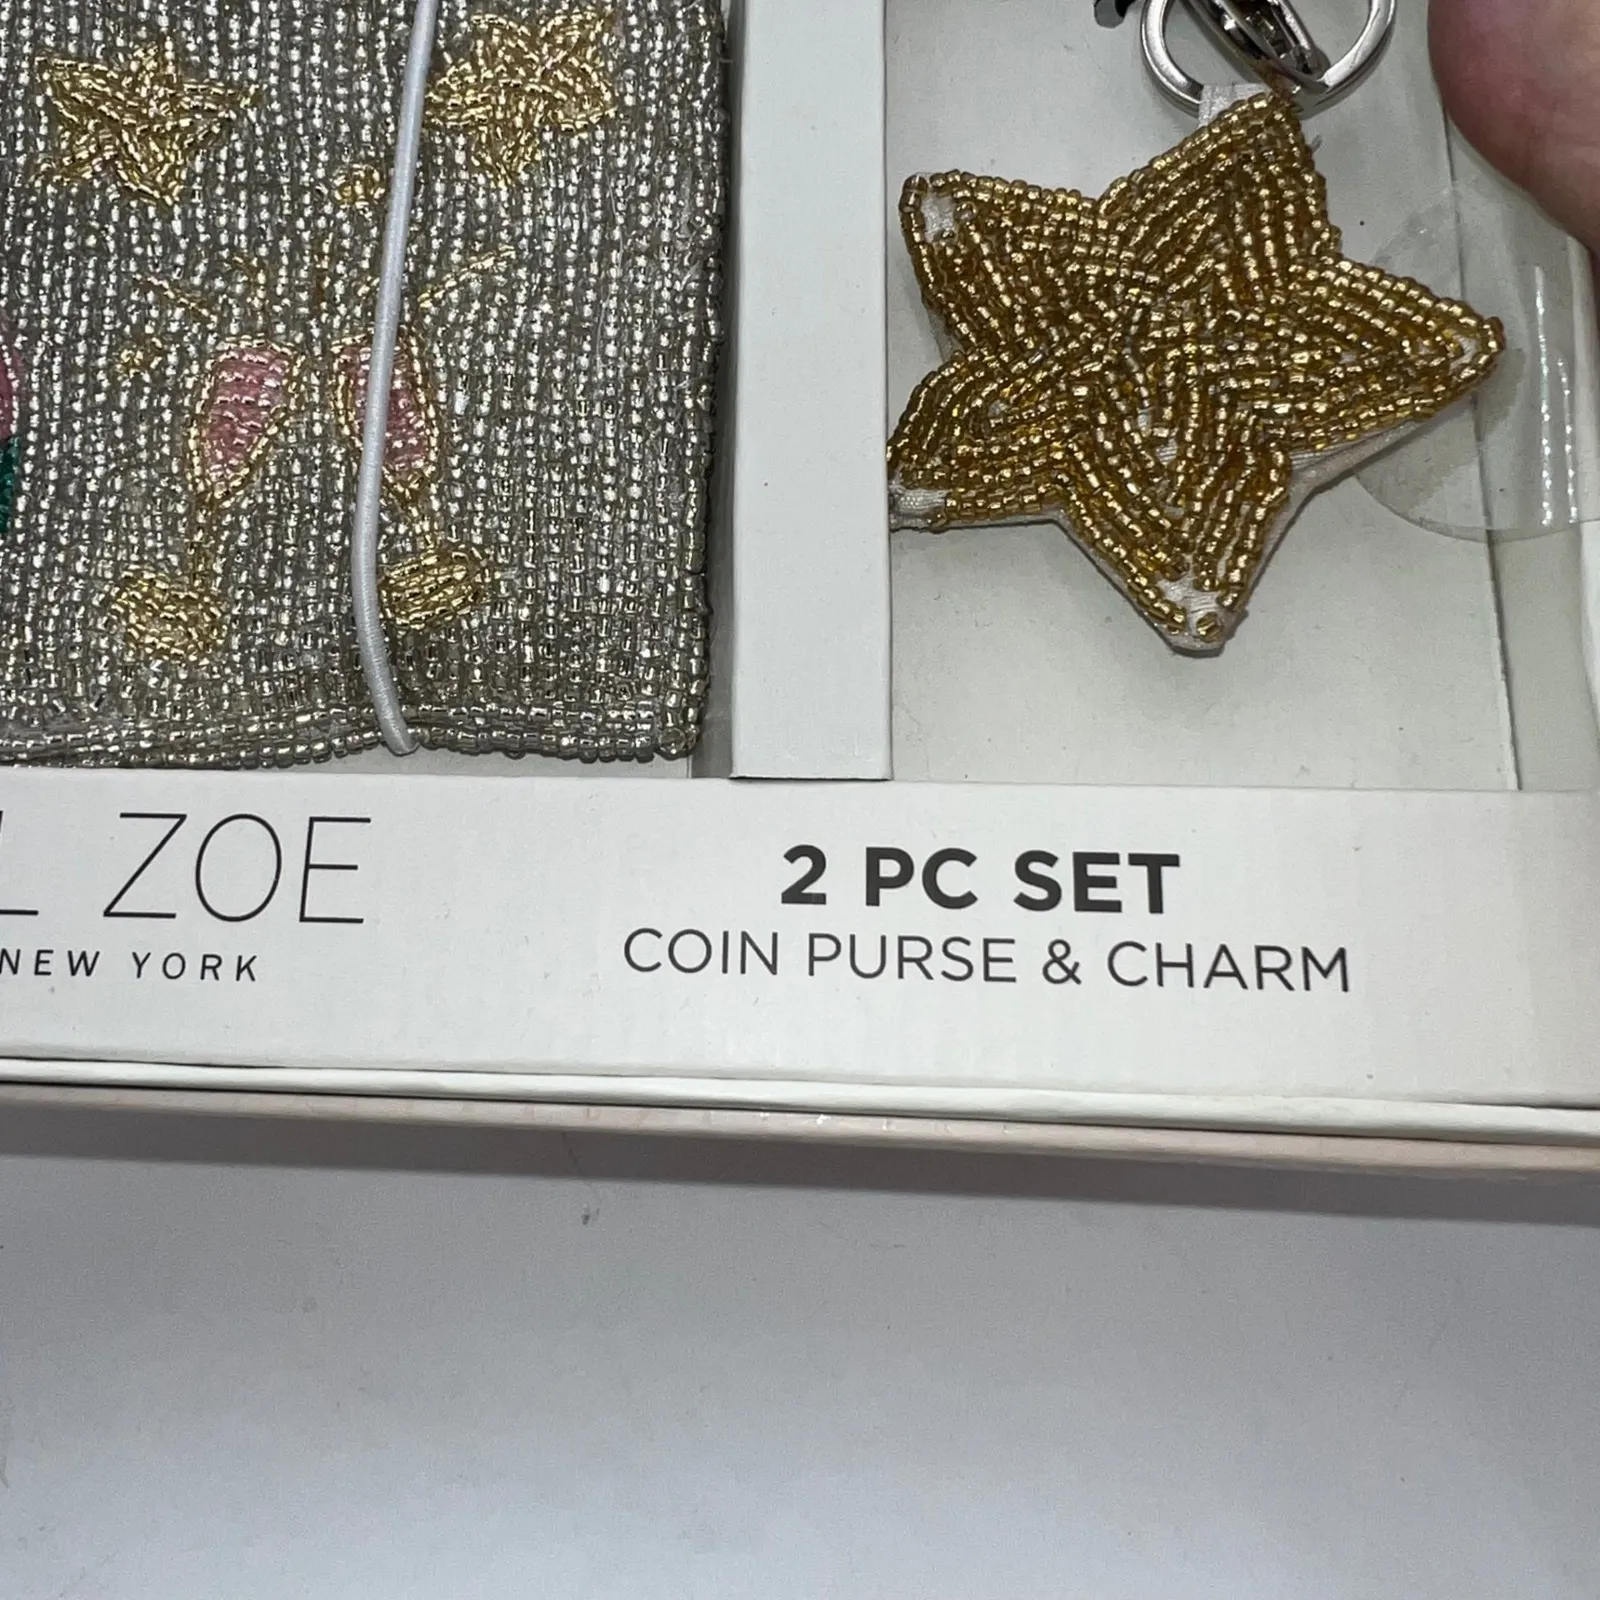 L ZOE
NEW YORK
2 PC SET
COIN PURSE & CHARM